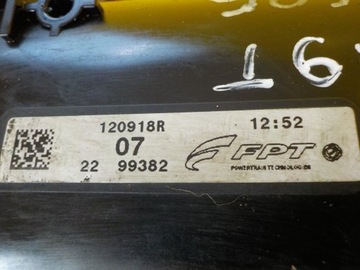 16
120918R 12:52
07 FPT
22 99382 POWERTRAIN TECHNOLOGIES